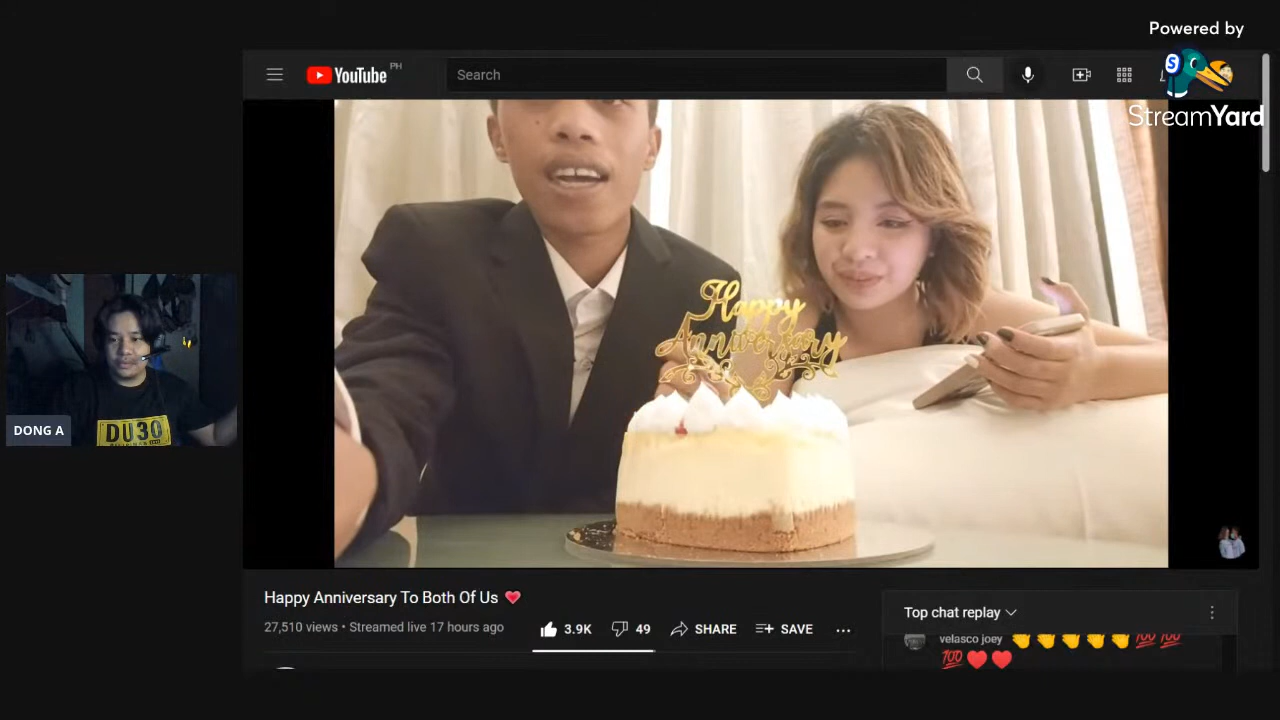 Powered by
StreamYard
YouTube PH
Search
Happy
Anniversary
DONG A
DU30
Happy Anniversary To Both Of Us
27,510 views • Streamed live 17 hours ago
3.9K
49
SHARE
SAVE
Top chat replay
velasco joey